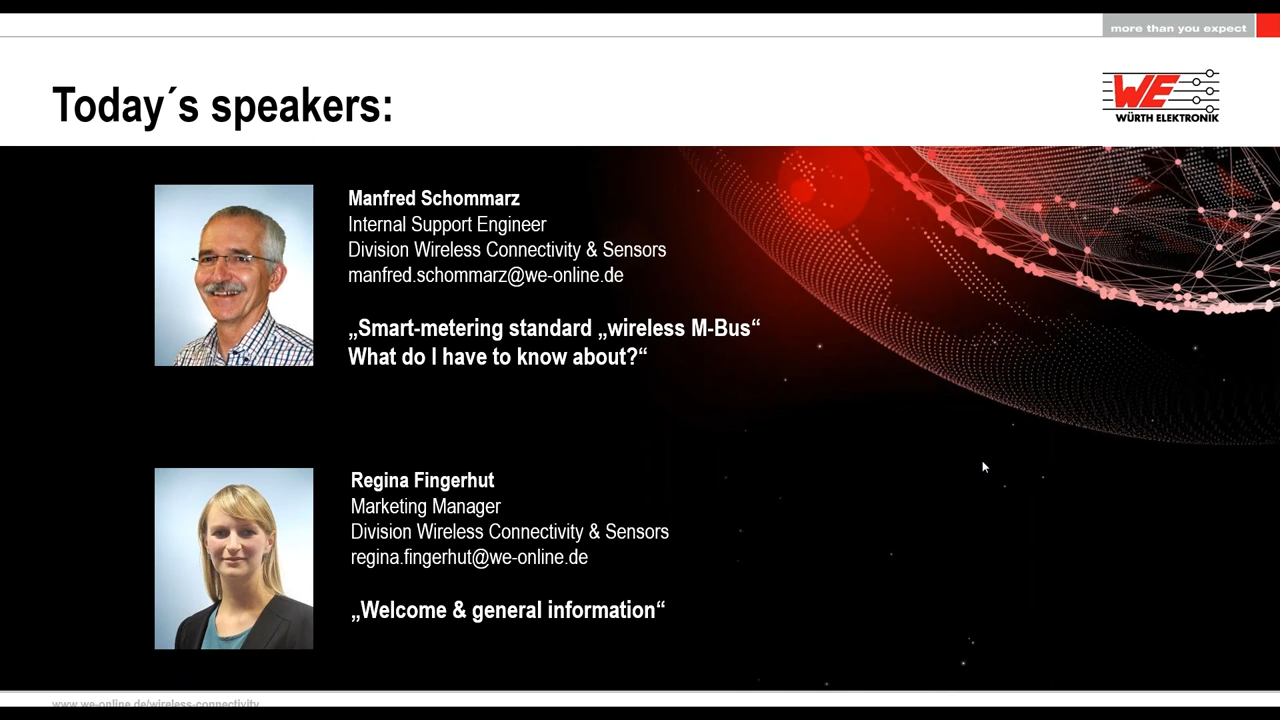 more than you expect
Today´s speakers:
WE
WÜRTH ELEKTRONIK
Manfred Schommarz
Internal Support Engineer
Division Wireless Connectivity & Sensors
manfred.schommarz@we-online.de
„Smart-metering standard „wireless M-Bus“
What do I have to know about?“
Regina Fingerhut
Marketing Manager
Division Wireless Connectivity & Sensors
regina.fingerhut@we-online.de
„Welcome & general information“
www.we-online.de/wireless-connectivity